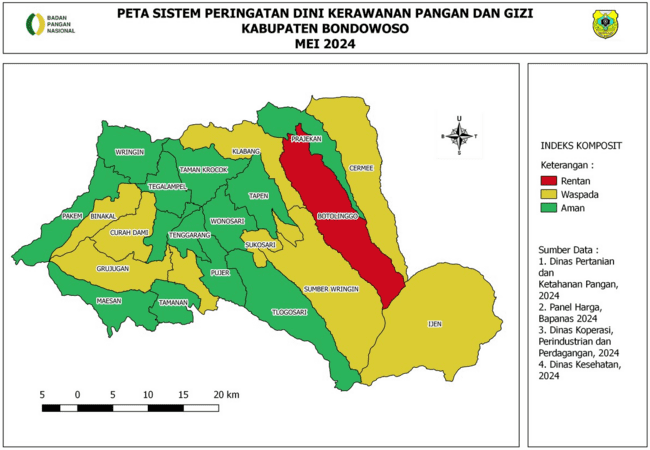 PETA SISTEM PERINGATAN DINI KERAWANAN PANGAN DAN GIZI
KABUPATEN BONDOWOSO
MEI 2024
BADAN
PANGAN
NASIONAL
U
B
T
S
WRINGIN
KLABANG
PRAJEKAN
CERMEE
TAMAN KROCOK
TEGALAMPEL
TAPEN
PAKEM
BINAKAL
WONOSARI
BOTOLINGGO
CURAH DAMI
TENGGARANG
SUKOSARI
GRUJUGAN
PUJER
SUMBER WRINGIN
MAESAN
TAMANAN
TLOGOSARI
IJEN
5 0 5 10 15 20 km
INDEKS KOMPOSIT
Keterangan :
Rentan
Waspada
Aman
Sumber Data :
1. Dinas Pertanian
dan
Ketahanan Pangan,
2024
2. Panel Harga,
Bapanas 2024
3. Dinas Koperasi,
Perindustrian dan
Perdagangan, 2024
4. Dinas Kesehatan,
2024